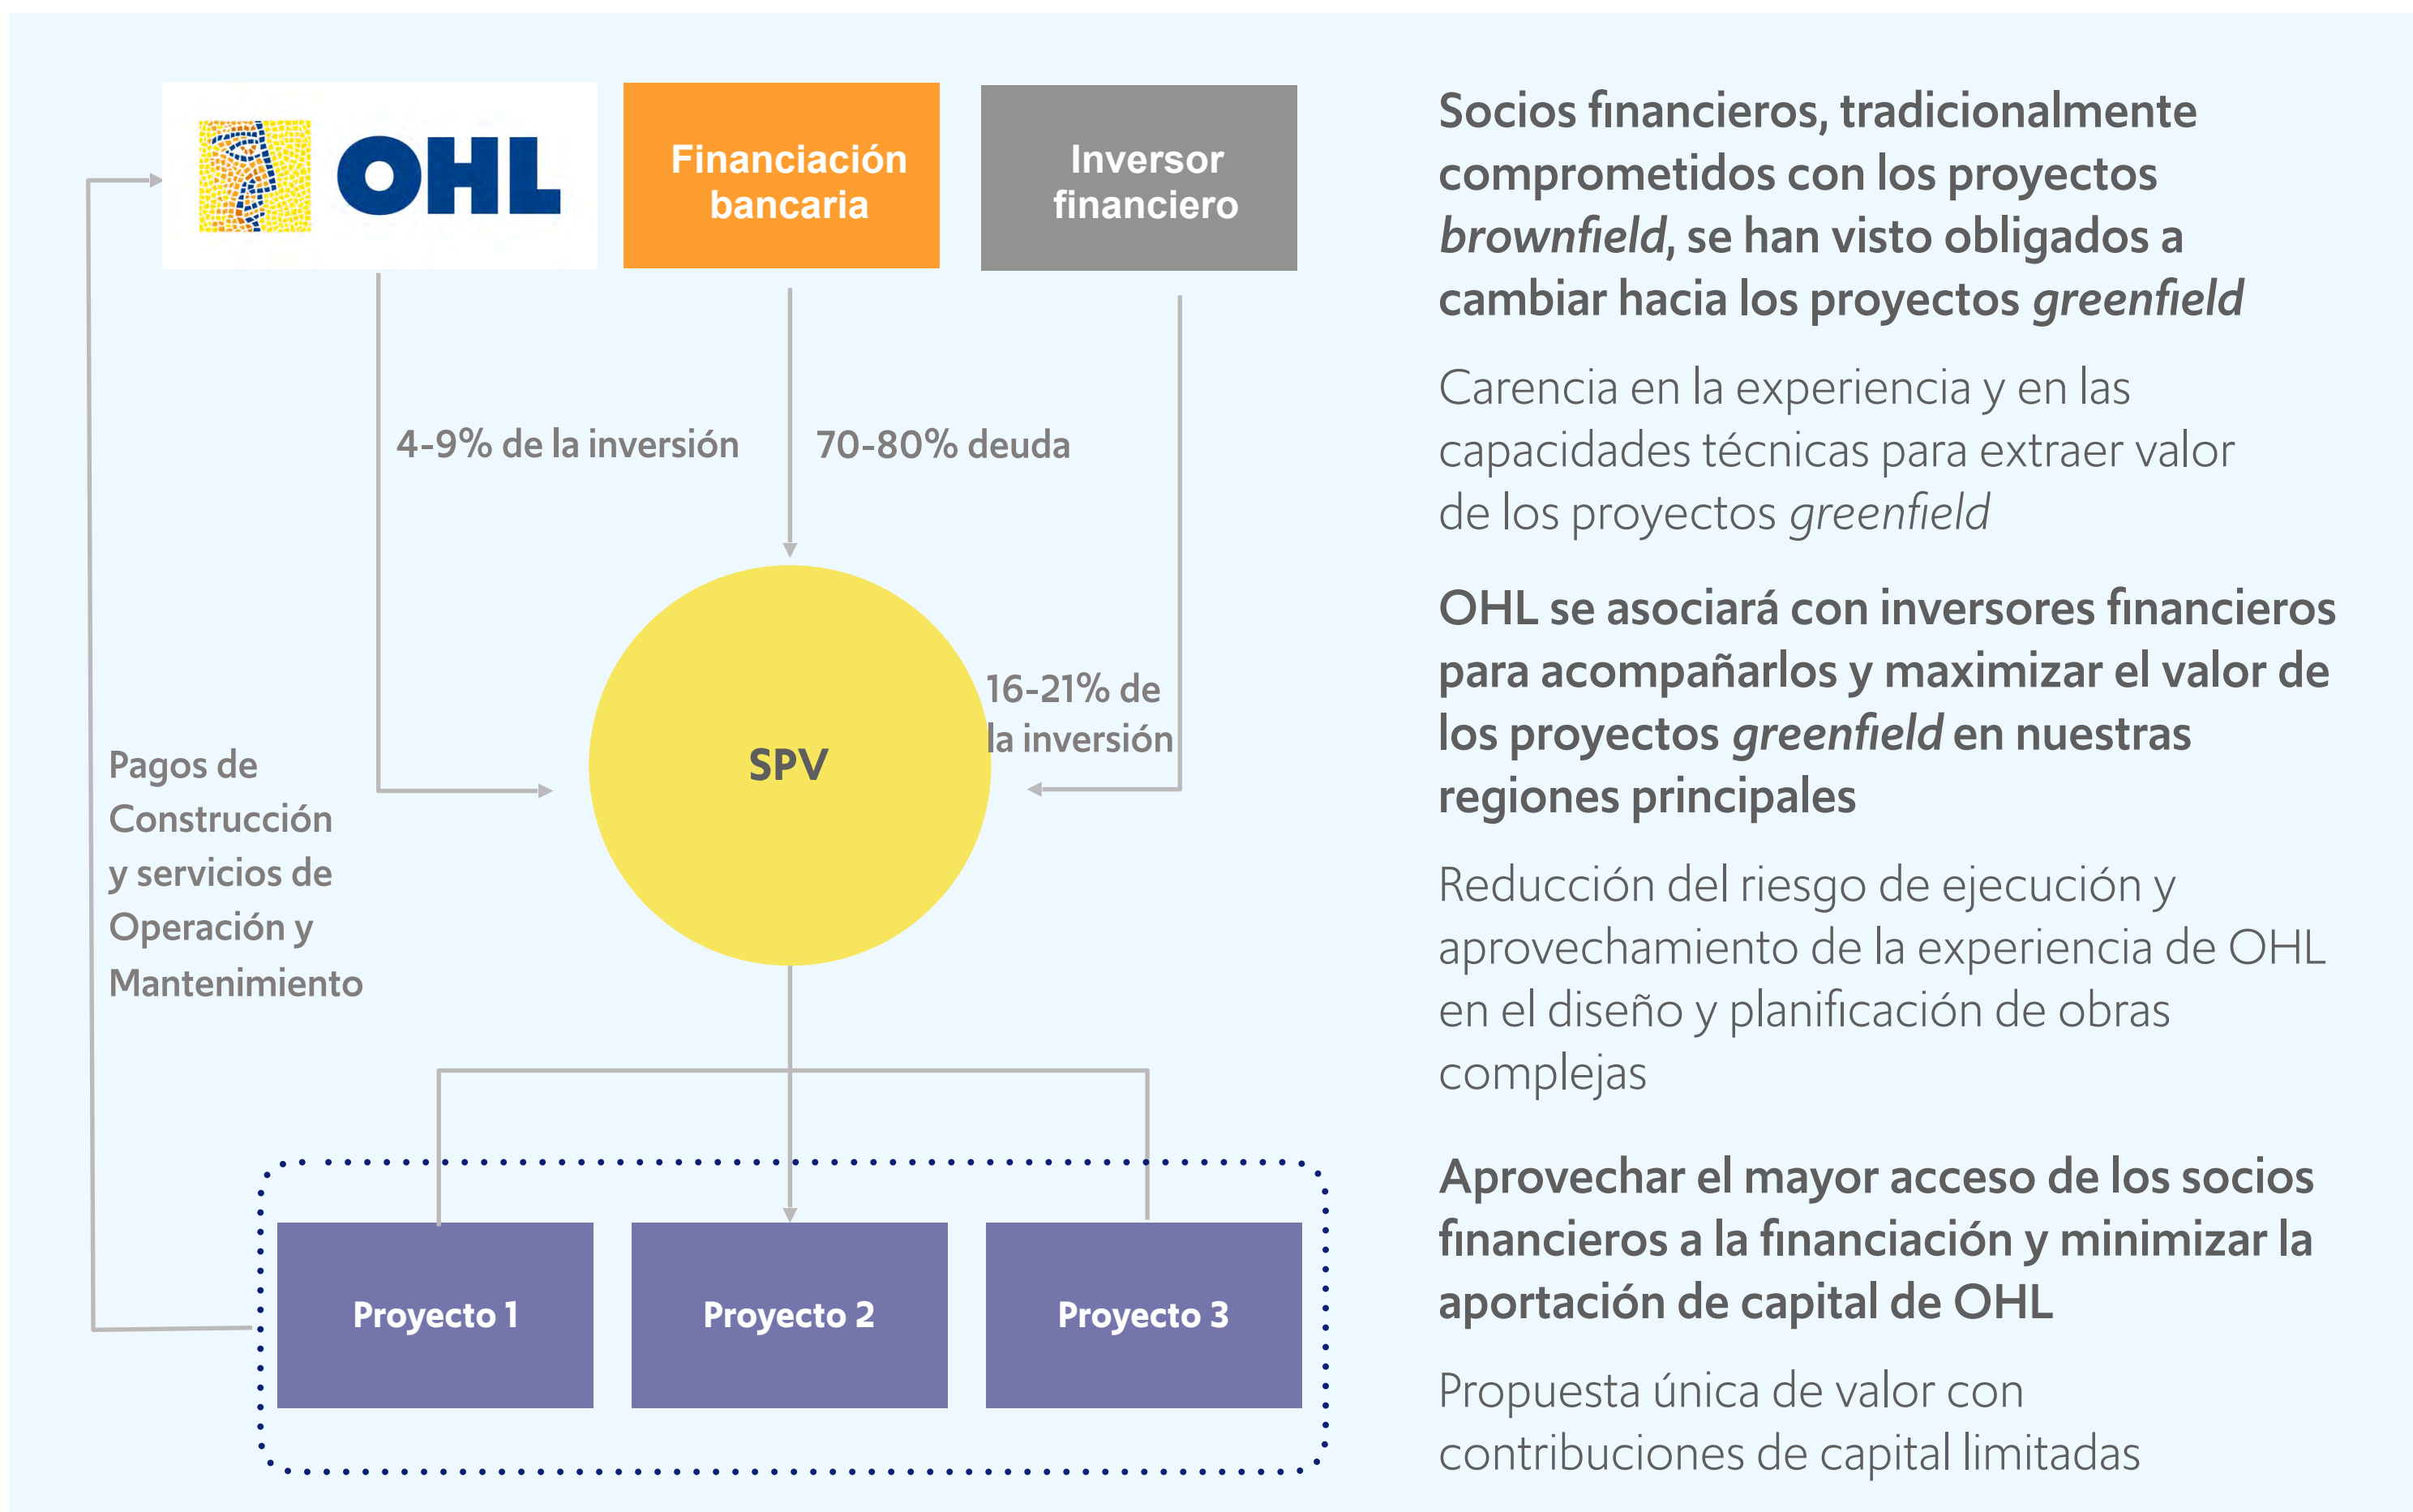 OHL
Financiación
bancaria
Inversor
financiero
4-9% de la inversión
70-80% deuda
16-21% de
la inversión
SPV
Pagos de
Construcción
y servicios de
Operación y
Mantenimiento
Proyecto 1
Proyecto 2
Proyecto 3
Socios financieros, tradicionalmente
comprometidos con los proyectos
brownfield, se han visto obligados a
cambiar hacia los proyectos greenfield
Carencia en la experiencia y en las
capacidades técnicas para extraer valor
de los proyectos greenfield
OHL se asociará con inversores financieros
para acompañarlos y maximizar el valor de
los proyectos greenfield en nuestras
regiones principales
Reducción del riesgo de ejecución y
aprovechamiento de la experiencia de OHL
en el diseño y planificación de obras
complejas
Aprovechar el mayor acceso de los socios
financieros a la financiación y minimizar la
aportación de capital de OHL
Propuesta única de valor con
contribuciones de capital limitadas